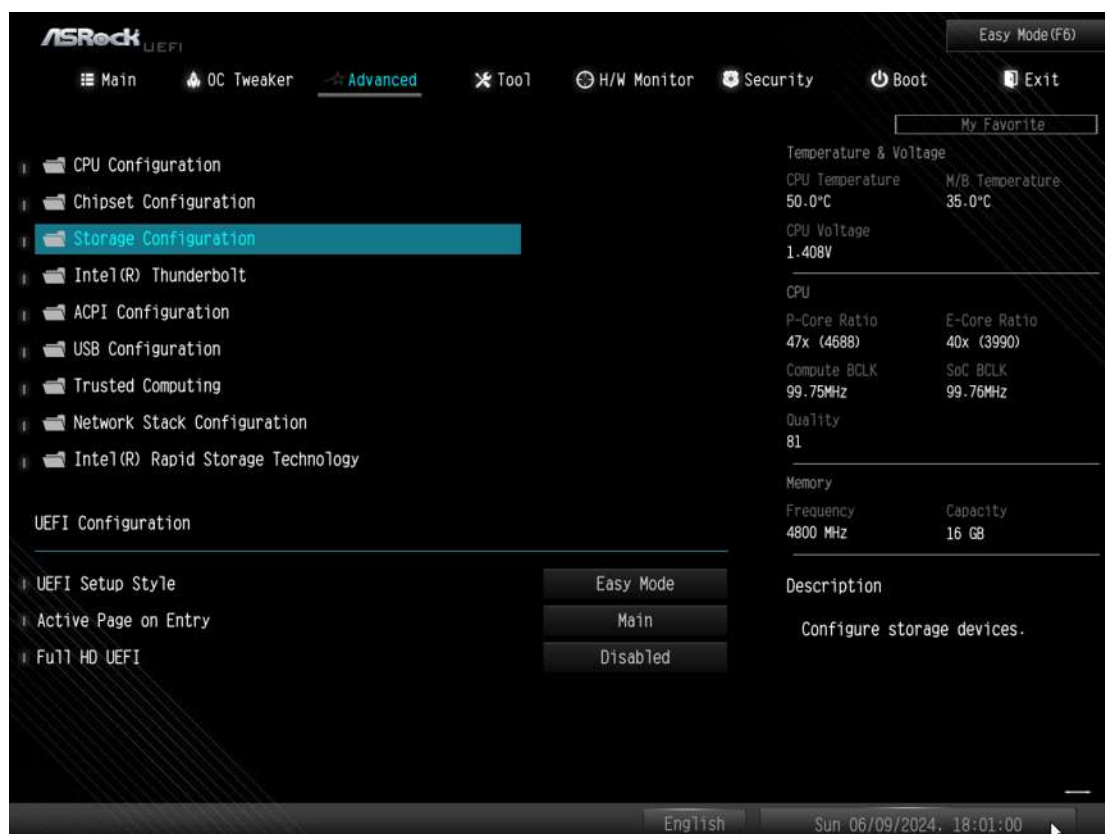 ASRock UEFI
Easy Mode(F6)
Main OC Tweaker Advanced Tool H/W Monitor Security Boot Exit
My Favorite
CPU Configuration
Chipset Configuration
Storage Configuration
Intel(R) Thunderbolt
ACPI Configuration
USB Configuration
Trusted Computing
Network Stack Configuration
Intel(R) Rapid Storage Technology
UEFI Configuration
UEFI Setup Style Easy Mode
Active Page on Entry Main
Full HD UEFI Disabled
Temperature & Voltage
CPU Temperature M/B Temperature
50.0°C 35.0°C
CPU Voltage
1.408V
CPU
P-Core Ratio E-Core Ratio
47x (4688) 40x (3990)
Compute BCLK SoC BCLK
99.75MHz 99.76MHz
Quality
81
Memory
Frequency Capacity
4800 MHz 16 GB
Description
Configure storage devices.
English Sun 06/09/2024. 18:01:00